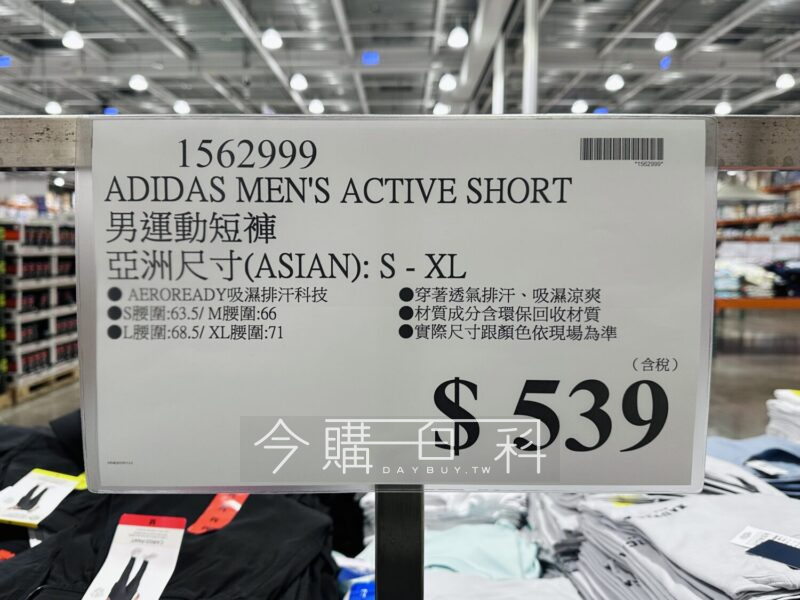 1562999
*1562999*
ADIDAS MEN'S ACTIVE SHORT
男運動短褲
亞洲尺寸(ASIAN): S - XL
● AEROREADY吸濕排汗科技
●S腰圍:63.5/ M腰圍:66
●L腰圍:68.5/ XL腰圍:71
●穿著透氣排汗、吸濕涼爽
●材質成分含環保回收材質
●實際尺寸跟顏色依現場為準
(含稅)
$ 539
今購百科
DAYBUY.TW